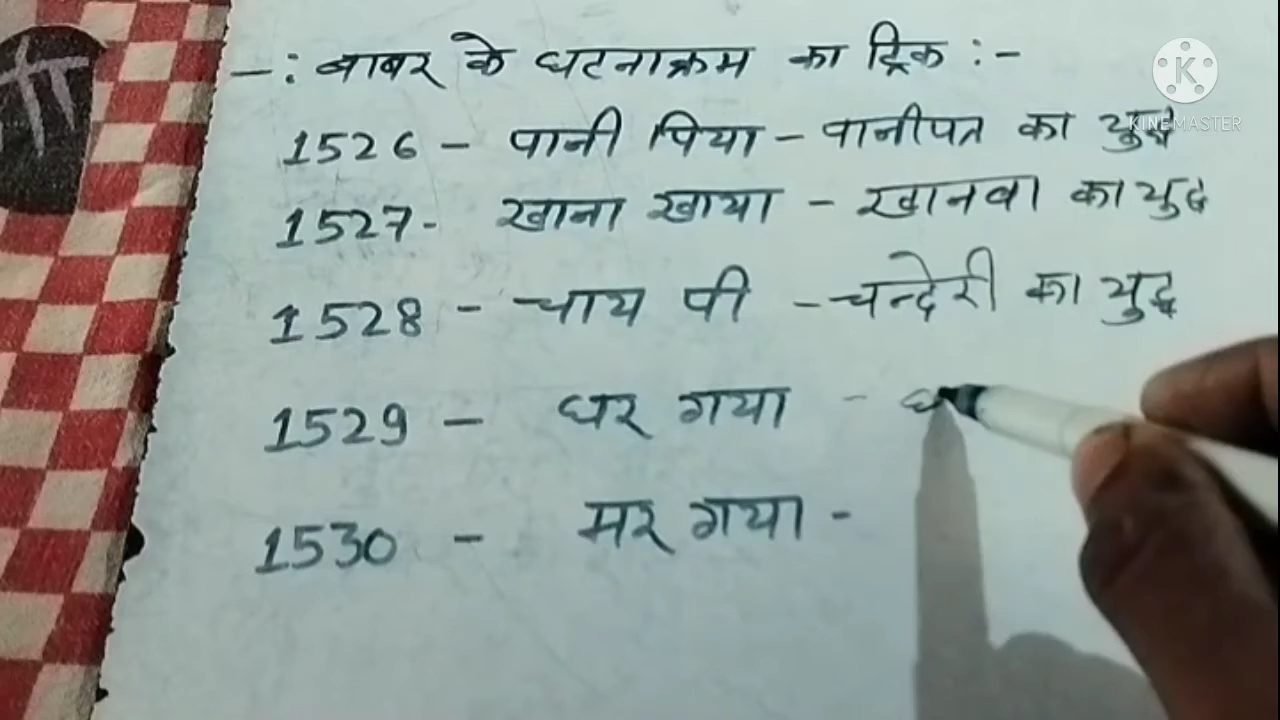 -: बाबर के घटनाक्रम का ट्रिक :-
K
KINEMASTER
1526 - पानी पिया - पानीपत का युद्ध
1527- खाना खाया - खानवा का युद्ध
1528 - चाय पी - चन्देरी का युद्ध
1529 - घर गया - घ
1530 - मर गया -